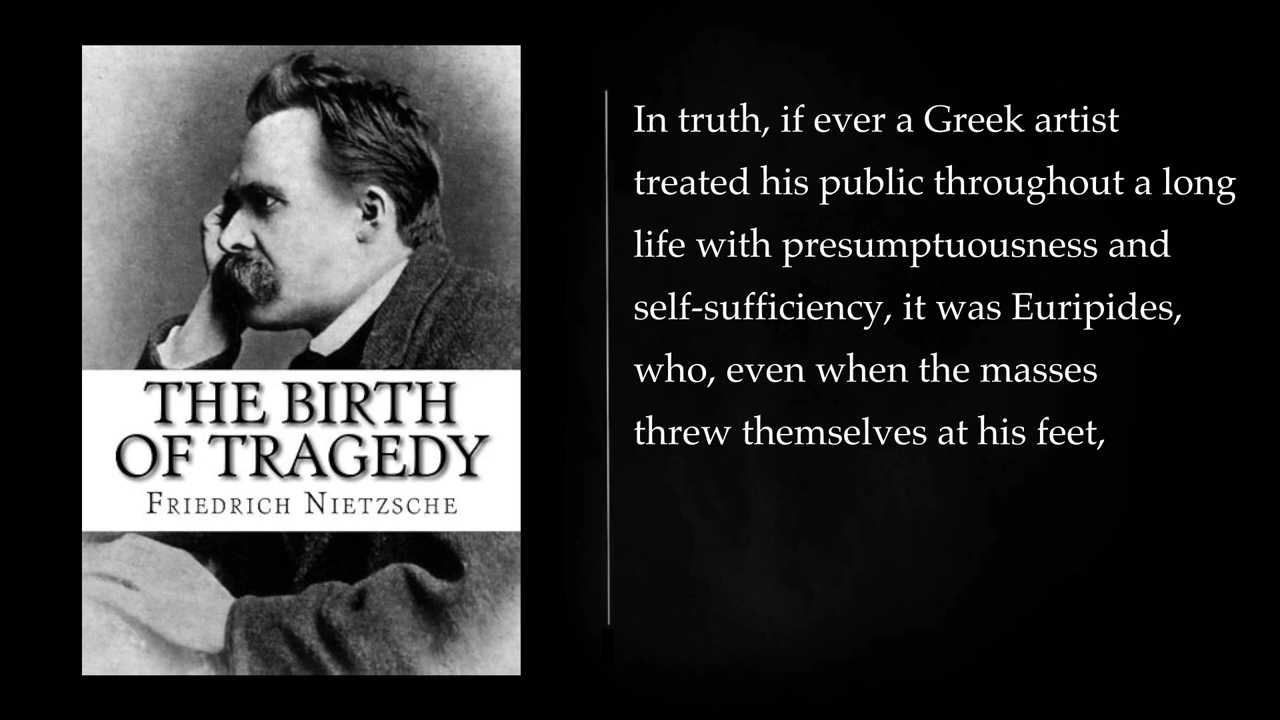 THE BIRTH
OF TRAGEDY
Friedrich Nietzsche
In truth, if ever a Greek artist
treated his public throughout a long
life with presumptuousness and
self-sufficiency, it was Euripides,
who, even when the masses
threw themselves at his feet,